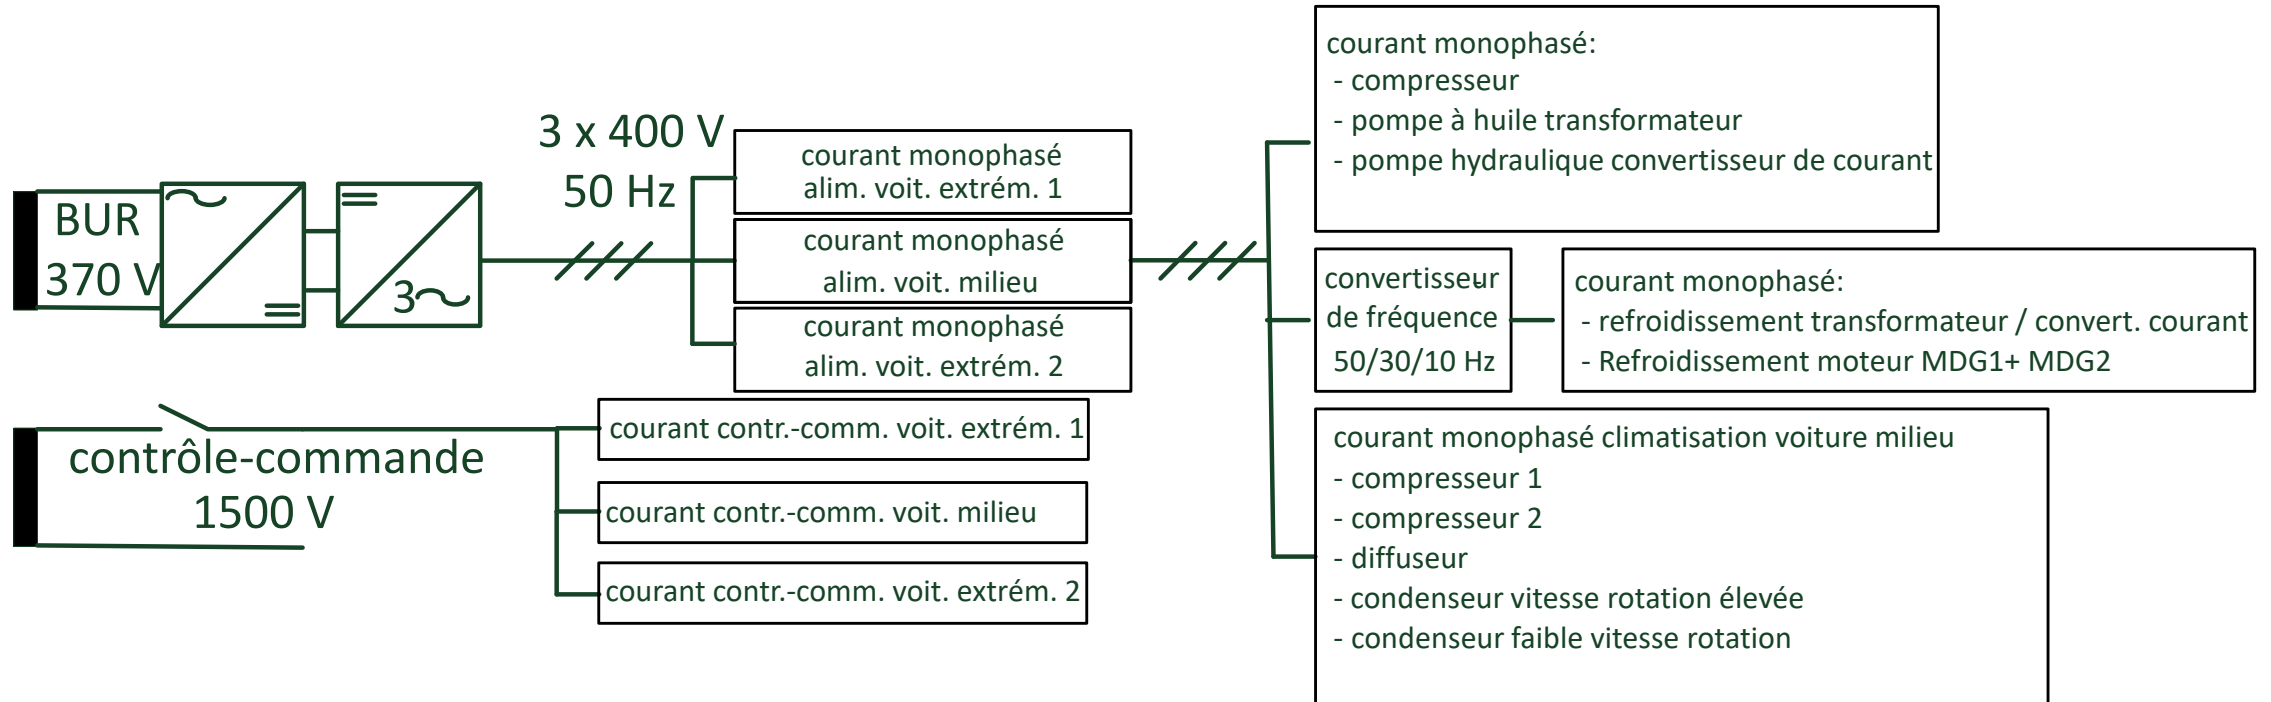 BUR
370 V
3
3 x 400 V
50 Hz
courant monophasé
alim. voit. extrém. 1
courant monophasé
alim. voit. milieu
courant monophasé
alim. voit. extrém. 2
contrôle-commande
1500 V
courant contr.-comm. voit. extrém. 1
courant contr.-comm. voit. milieu
courant contr.-comm. voit. extrém. 2
courant monophasé:
- compresseur
- pompe à huile transformateur
- pompe hydraulique convertisseur de courant
convertisseur
de fréquence
50/30/10 Hz
courant monophasé:
- refroidissement transformateur / convert. courant
- Refroidissement moteur MDG1+ MDG2
courant monophasé climatisation voiture milieu
- compresseur 1
- compresseur 2
- diffuseur
- condenseur vitesse rotation élevée
- condenseur faible vitesse rotation